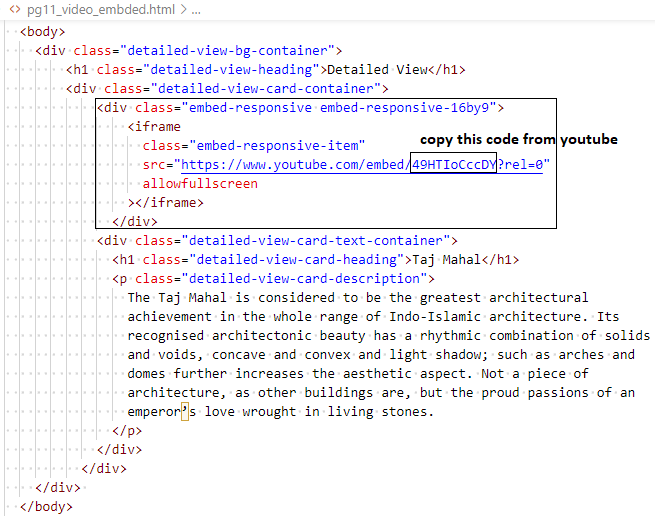 <> pg11_video_embded.html > ...
<body>
<div class="detailed-view-bg-container">
<h1 class="detailed-view-heading">Detailed View</h1>
<div class="detailed-view-card-container">
<div class="embed-responsive embed-responsive-16by9">
<iframe
copy this code from youtube
class="embed-responsive-item"
src="https://www.youtube.com/embed/49HTIoCccDY?rel=0"
allowfullscreen
></iframe>
</div>
<div class="detailed-view-card-text-container">
<h1 class="detailed-view-card-heading">Taj Mahal</h1>
<p class="detailed-view-card-description">
The Taj Mahal is considered to be the greatest architectural
achievement in the whole range of Indo-Islamic architecture. Its
recognised architectonic beauty has a rhythmic combination of solids
and voids, concave and convex and light shadow; such as arches and
domes further increases the aesthetic aspect. Not a piece of
architecture, as other buildings are, but the proud passions of an
emperor’s love wrought in living stones.
</p>
</div>
</div>
</div>
</body>